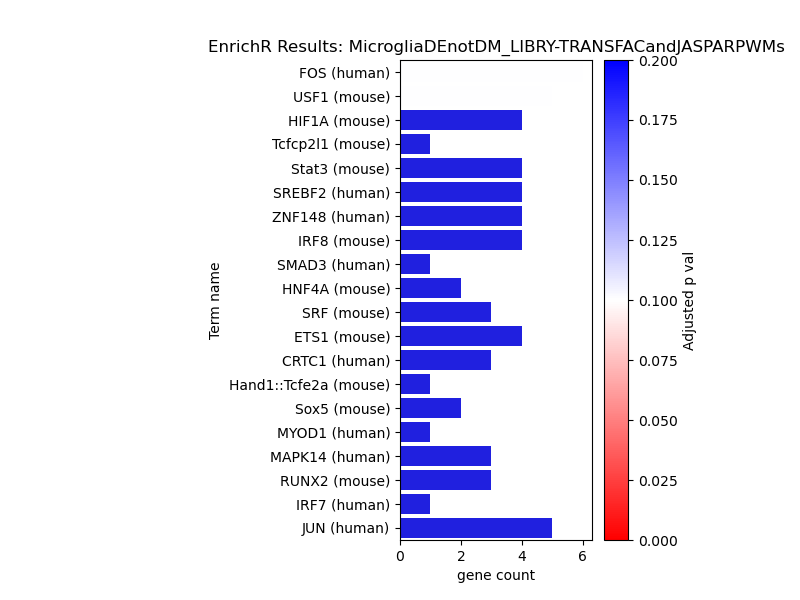 EnrichR Results: MicrogliaDEnotDM_LIBRY-TRANSFACandJASPARPWMs
FOS (human)
USF1 (mouse)
HIF1A (mouse)
Tcfcp2l1 (mouse)
Stat3 (mouse)
SREBF2 (human)
ZNF148 (human)
IRF8 (mouse)
SMAD3 (human)
HNF4A (mouse)
SRF (mouse)
ETS1 (mouse)
CRTC1 (human)
Hand1::Tcfe2a (mouse)
Sox5 (mouse)
MYOD1 (human)
MAPK14 (human)
RUNX2 (mouse)
IRF7 (human)
JUN (human)
Term name
0 2 4 6
gene count
0.200
0.175
0.150
0.125
0.100
0.075
0.050
0.025
0.000
Adjusted p val